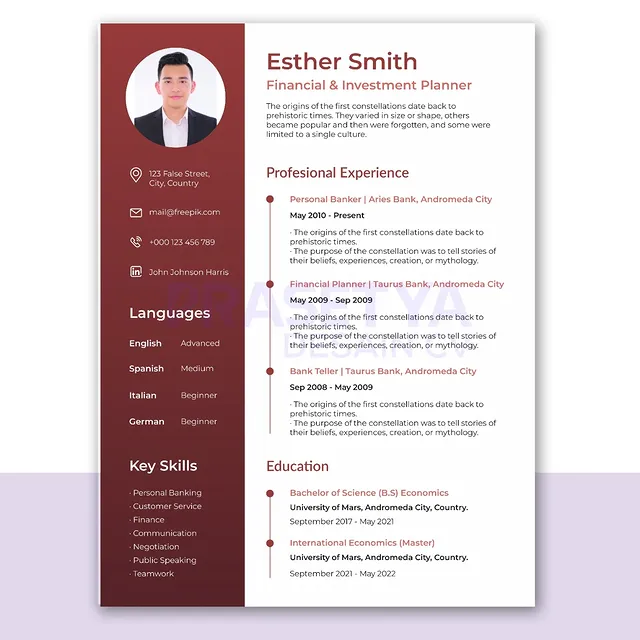 123 False Street,
City, Country
mail@freepik.com
+000 123 456 789
John Johnson Harris
Languages
English Advanced
Spanish Medium
Italian Beginner
German Beginner
Key Skills
· Personal Banking
· Customer Service
· Finance
· Communication
· Negotiation
· Public Speaking
· Teamwork
Esther Smith
Financial & Investment Planner
The origins of the first constellations date back to
prehistoric times. They varied in size or shape, others
became popular and then were forgotten, and some were
limited to a single culture.
Profesional Experience
Personal Banker | Aries Bank, Andromeda City
May 2010 - Present
· The origins of the first constellations date back to
prehistoric times.
· The purpose of the constellation was to tell stories of
their beliefs, experiences, creation, or mythology.
Financial Planner | Taurus Bank, Andromeda City
May 2009 - Sep 2009
· The origins of the first constellations date back to
prehistoric times.
· The purpose of the constellation was to tell stories of
their beliefs, experiences, creation, or mythology.
Bank Teller | Taurus Bank, Andromeda City
Sep 2008 - May 2009
· The origins of the first constellations date back to
prehistoric times.
· The purpose of the constellation was to tell stories of
their beliefs, experiences, creation, or mythology.
Education
Bachelor of Science (B.S) Economics
University of Mars, Andromeda City, Country.
September 2017 - May 2021
International Economics (Master)
University of Mars, Andromeda City, Country.
September 2021 - May 2022
PRASETYA
DESAIN CV